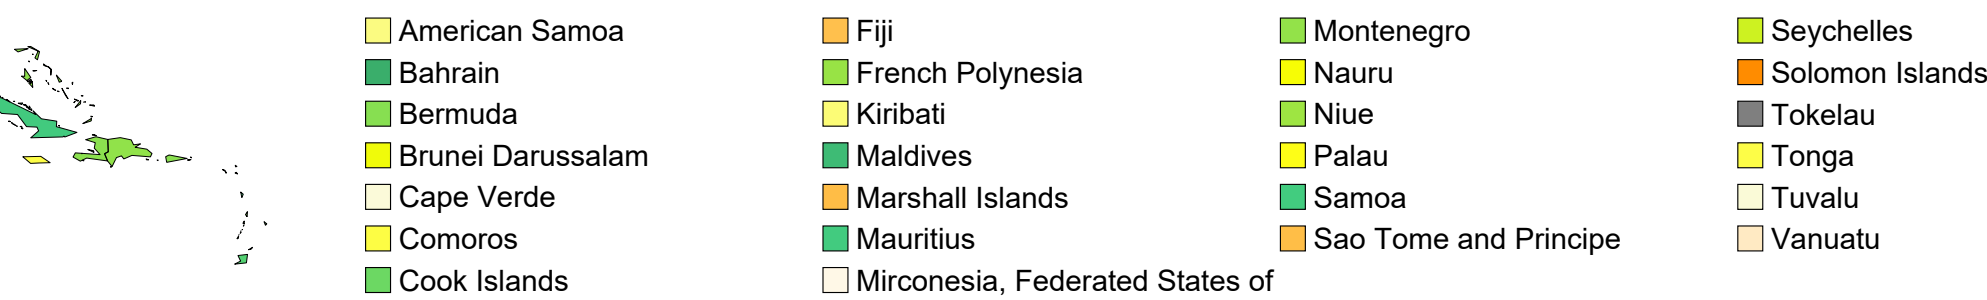 American Samoa
Bahrain
Bermuda
Brunei Darussalam
Cape Verde
Comoros
Cook Islands
Fiji
French Polynesia
Kiribati
Maldives
Marshall Islands
Mauritius
Mirconesia, Federated States of
Montenegro
Nauru
Niue
Palau
Samoa
Sao Tome and Principe
Seychelles
Solomon Islands
Tokelau
Tonga
Tuvalu
Vanuatu